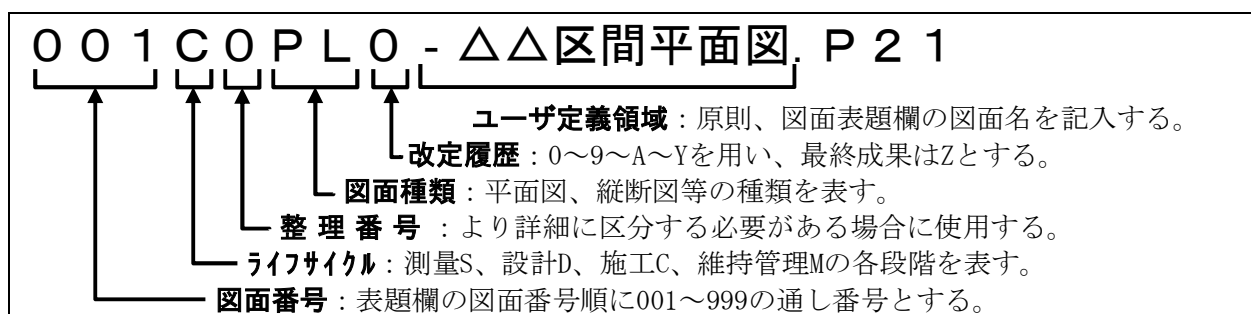 ００１Ｃ０ＰＬ０-△△区間平面図.Ｐ２１
ユーザ定義領域：原則、図面表題欄の図面名を記入する。
改定履歴：0～9～A～Yを用い、最終成果はZとする。
図面種類：平面図、縦断図等の種類を表す。
整理番号：より詳細に区分する必要がある場合に使用する。
ﾗｲﾌｻｲｸﾙ：測量S、設計D、施工C、維持管理Mの各段階を表す。
図面番号：表題欄の図面番号順に001～999の通し番号とする。